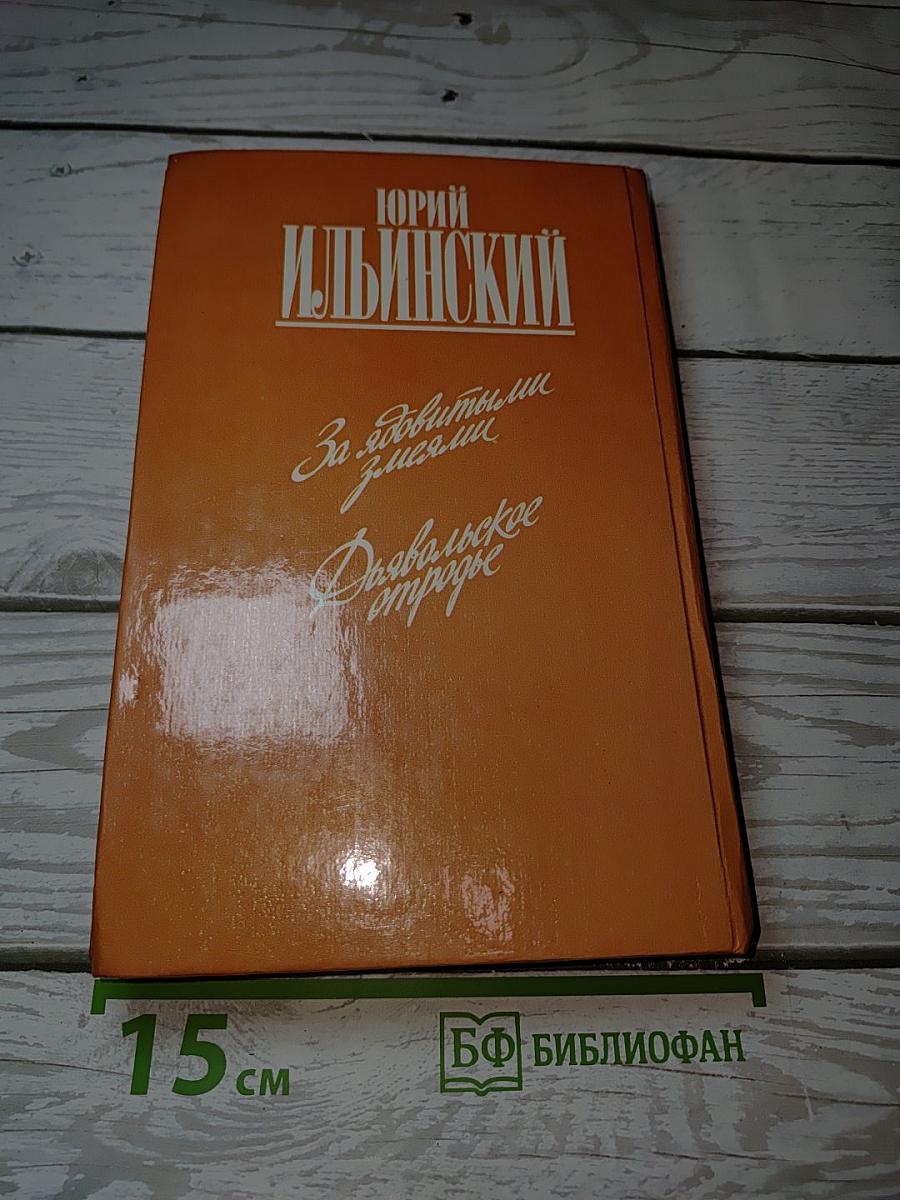 ЮРИЙ
ИЛЬИНСКИЙ
За ядовитыми
змеями
Дьявольское
отродье
15 см
БФ БИБЛИОФАН